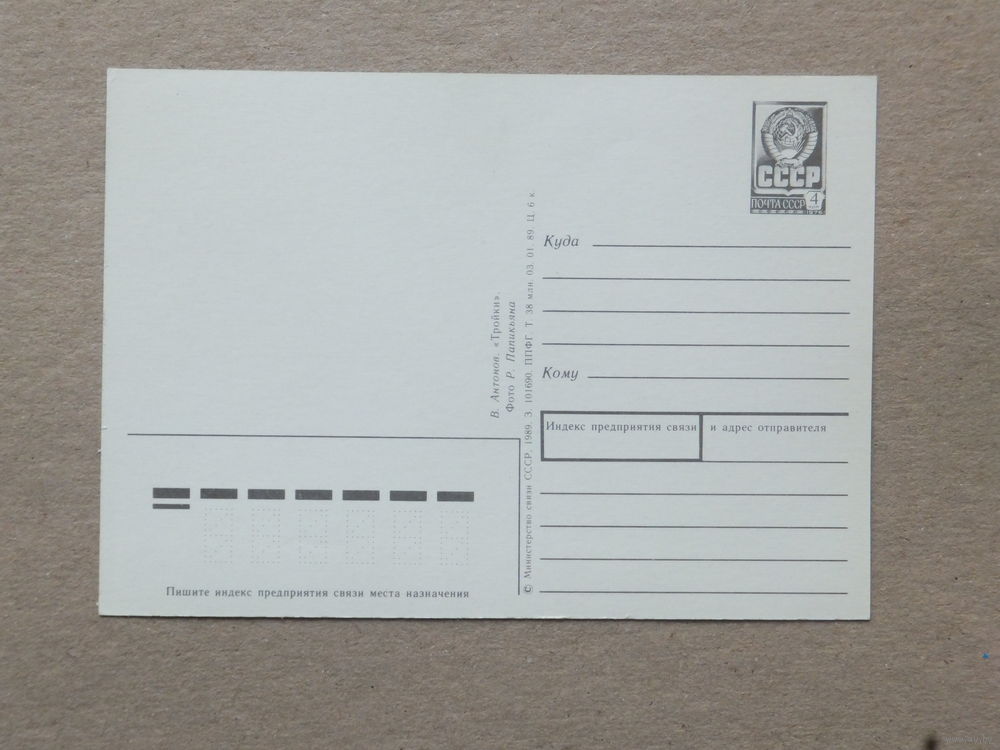 СССР
ПОЧТА СССР 4
1976
Куда
Кому
Индекс предприятия связи и адрес отправителя
В. Антонов. «Тройки».
Фото Р. Папикьяна
© Министерство связи СССР. 1989. З. 101690. ППФГ. Т 38 млн. 03. 01. 89. Ц. 6 к.
Пишите индекс предприятия связи места назначения